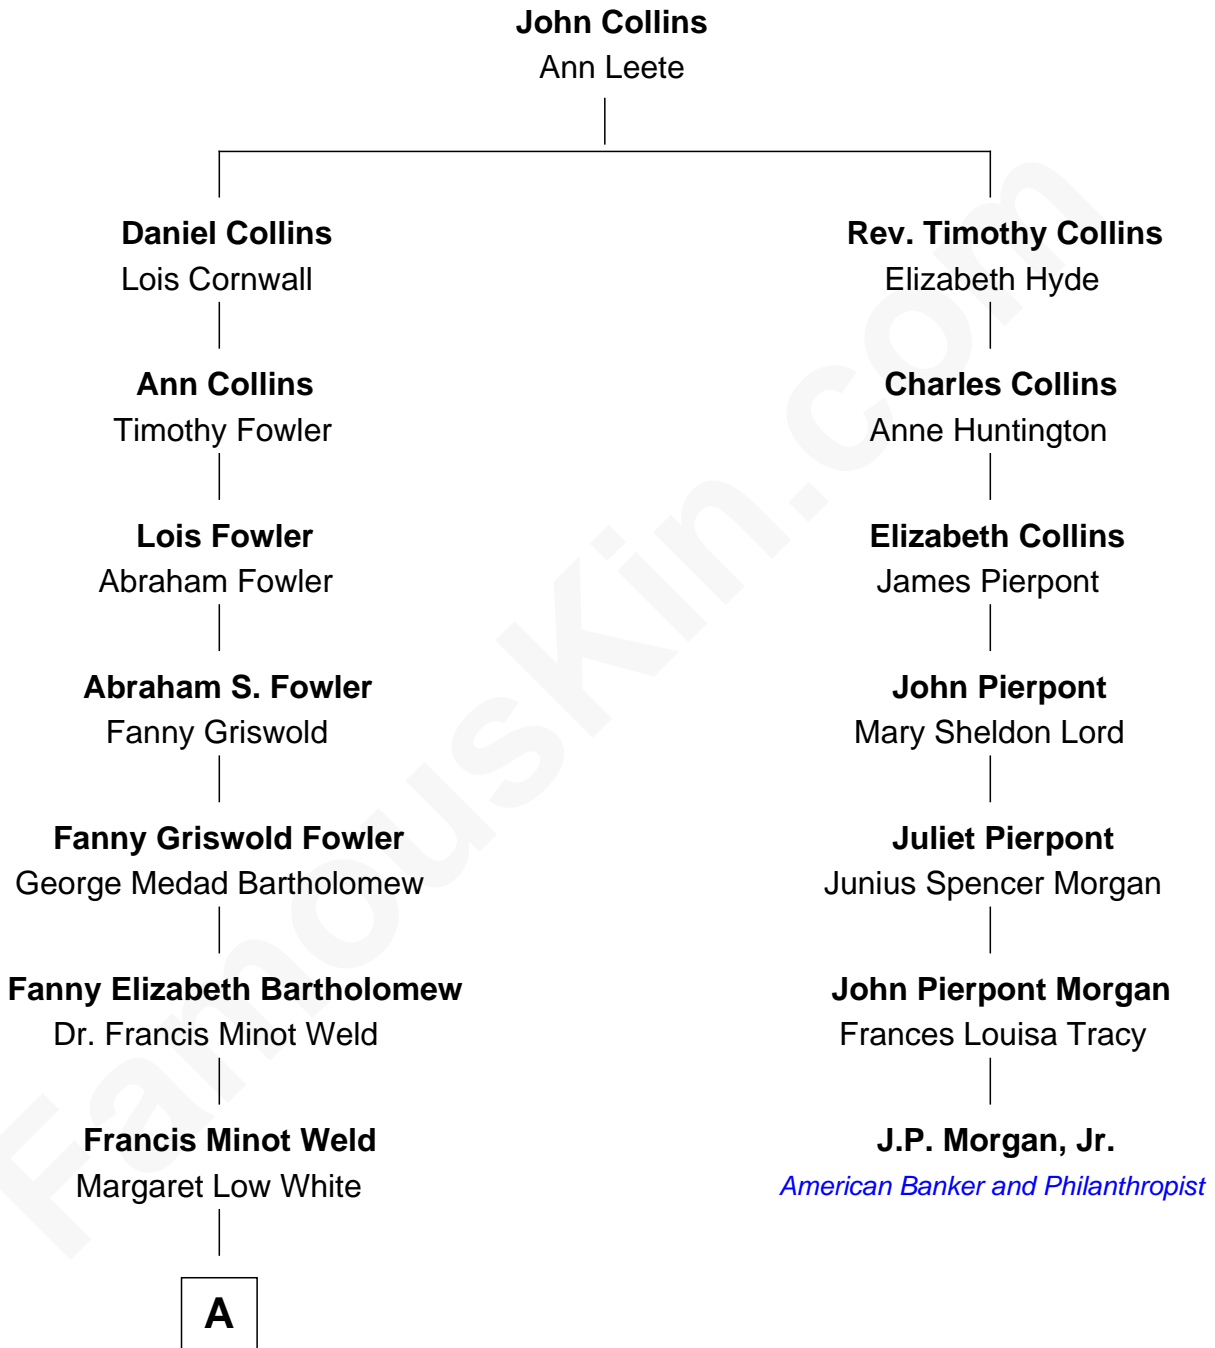 John Collins
Ann Leete
Daniel Collins
Lois Cornwall
Rev. Timothy Collins
Elizabeth Hyde
Ann Collins
Timothy Fowler
Charles Collins
Anne Huntington
Lois Fowler
Abraham Fowler
Elizabeth Collins
James Pierpont
Abraham S. Fowler
Fanny Griswold
John Pierpont
Mary Sheldon Lord
Fanny Griswold Fowler
George Medad Bartholomew
Juliet Pierpont
Junius Spencer Morgan
Fanny Elizabeth Bartholomew
Dr. Francis Minot Weld
John Pierpont Morgan
Frances Louisa Tracy
Francis Minot Weld
Margaret Low White
J.P. Morgan, Jr.
American Banker and Philanthropist
A
FamousKin.com